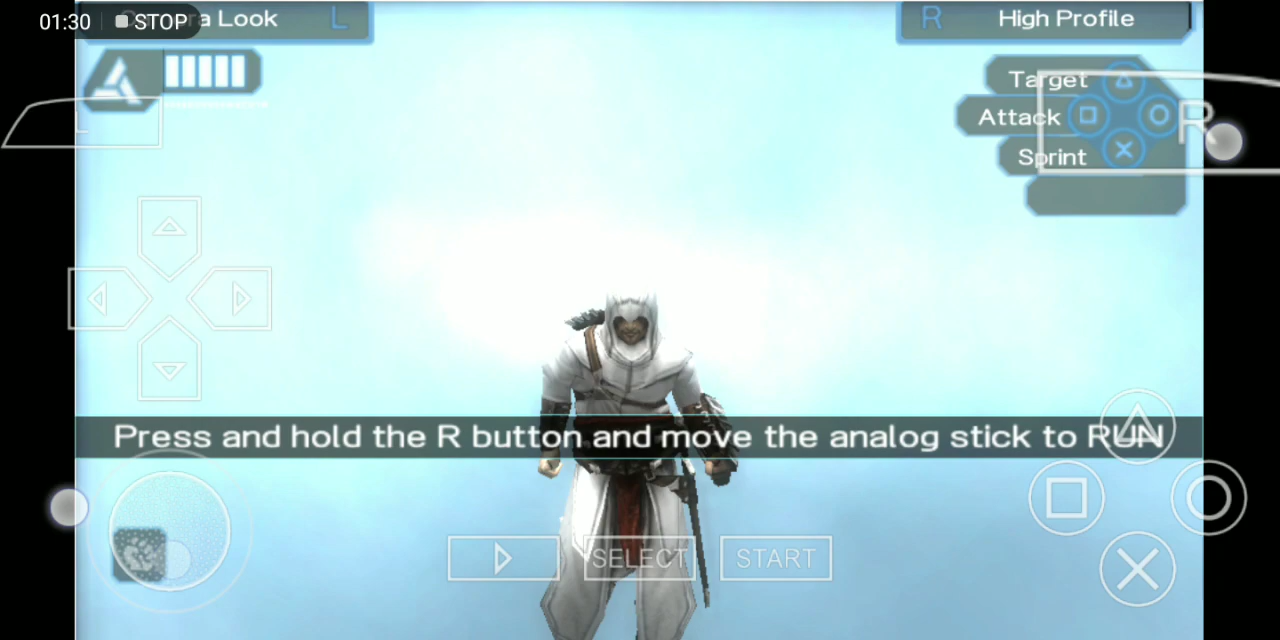 01:30 STOP a Look L
R High Profile
Target
Attack
Sprint
L
R
Press and hold the R button and move the analog stick to RUN
SELECT
START